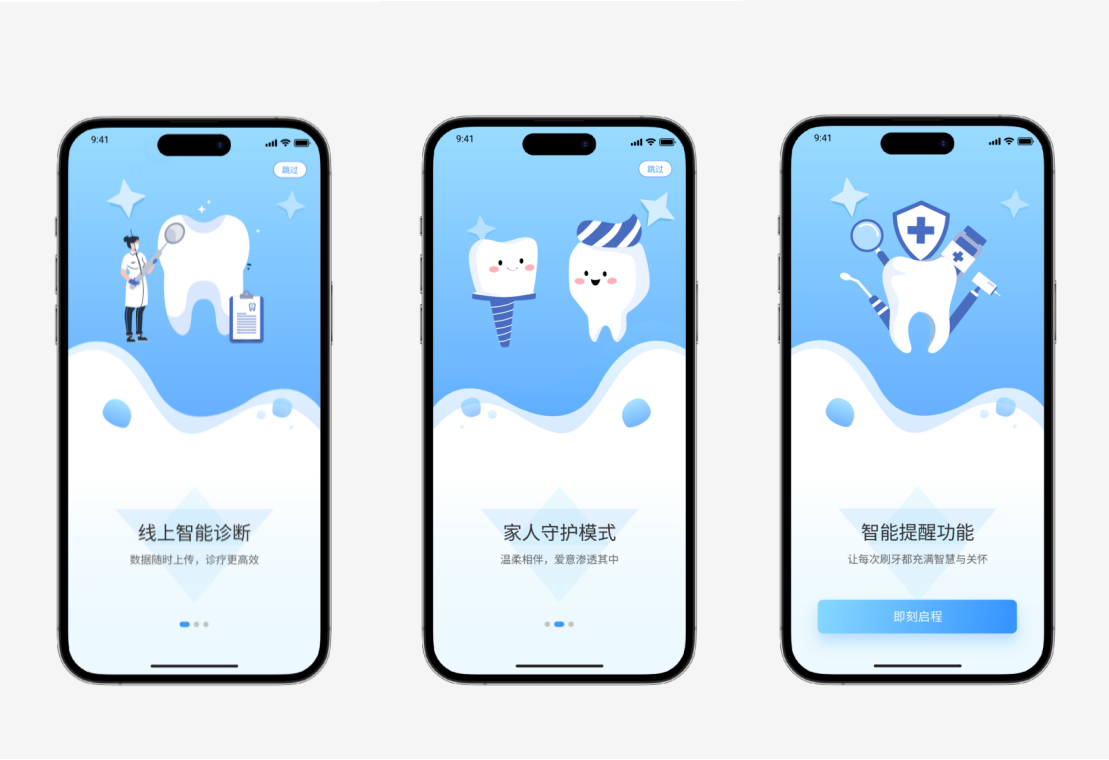 9:41
跳过
线上智能诊断
数据随时上传，诊疗更高效
9:41
跳过
家人守护模式
温柔相伴，爱意渗透其中
9:41
智能提醒功能
让每次刷牙都充满智慧与关怀
即刻启程